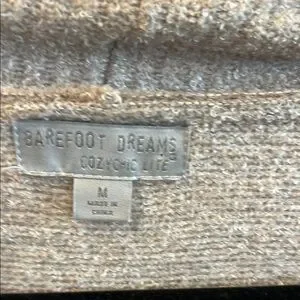 BAREFOOT DREAMS
COZYCHIC LITE
M
MADE IN
CHINA